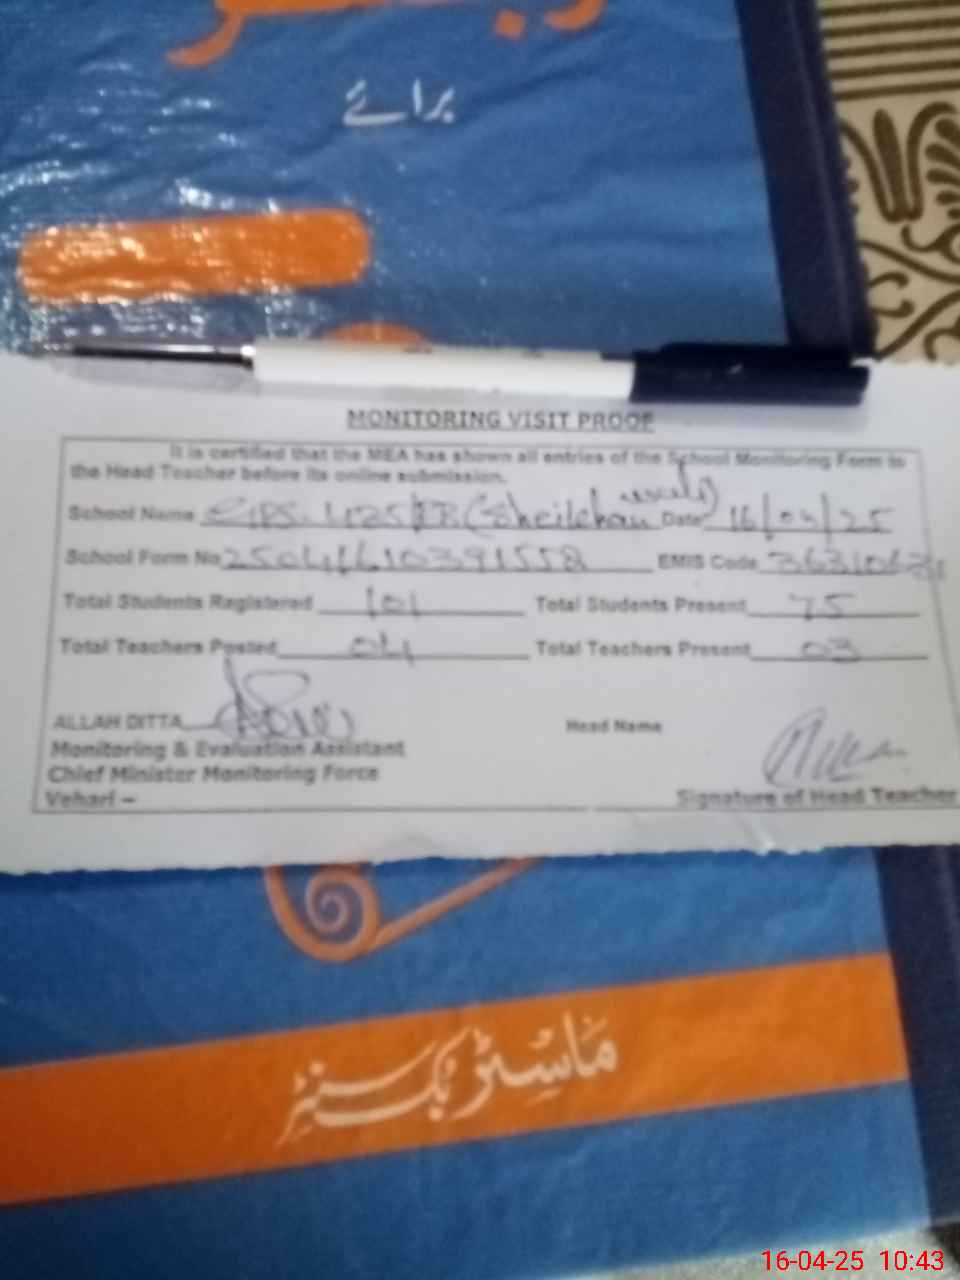 برائے
MONITORING VISIT PROOF
It is certified that the MEA has shown all entries of the School Monitoring Form to
the Head Teacher before its online submission.
School Name Date 16/04/25
School Form No EMIS Code
Total Students Registered 101 Total Students Present 75
Total Teachers Posted 04 Total Teachers Present 03
ALLAH DITTA Head Name
Monitoring & Evaluation Assistant
Chief Minister Monitoring Force
Vehari – Signature of Head Teacher
ماسٹر بک سنٹر
16-04-25 10:43